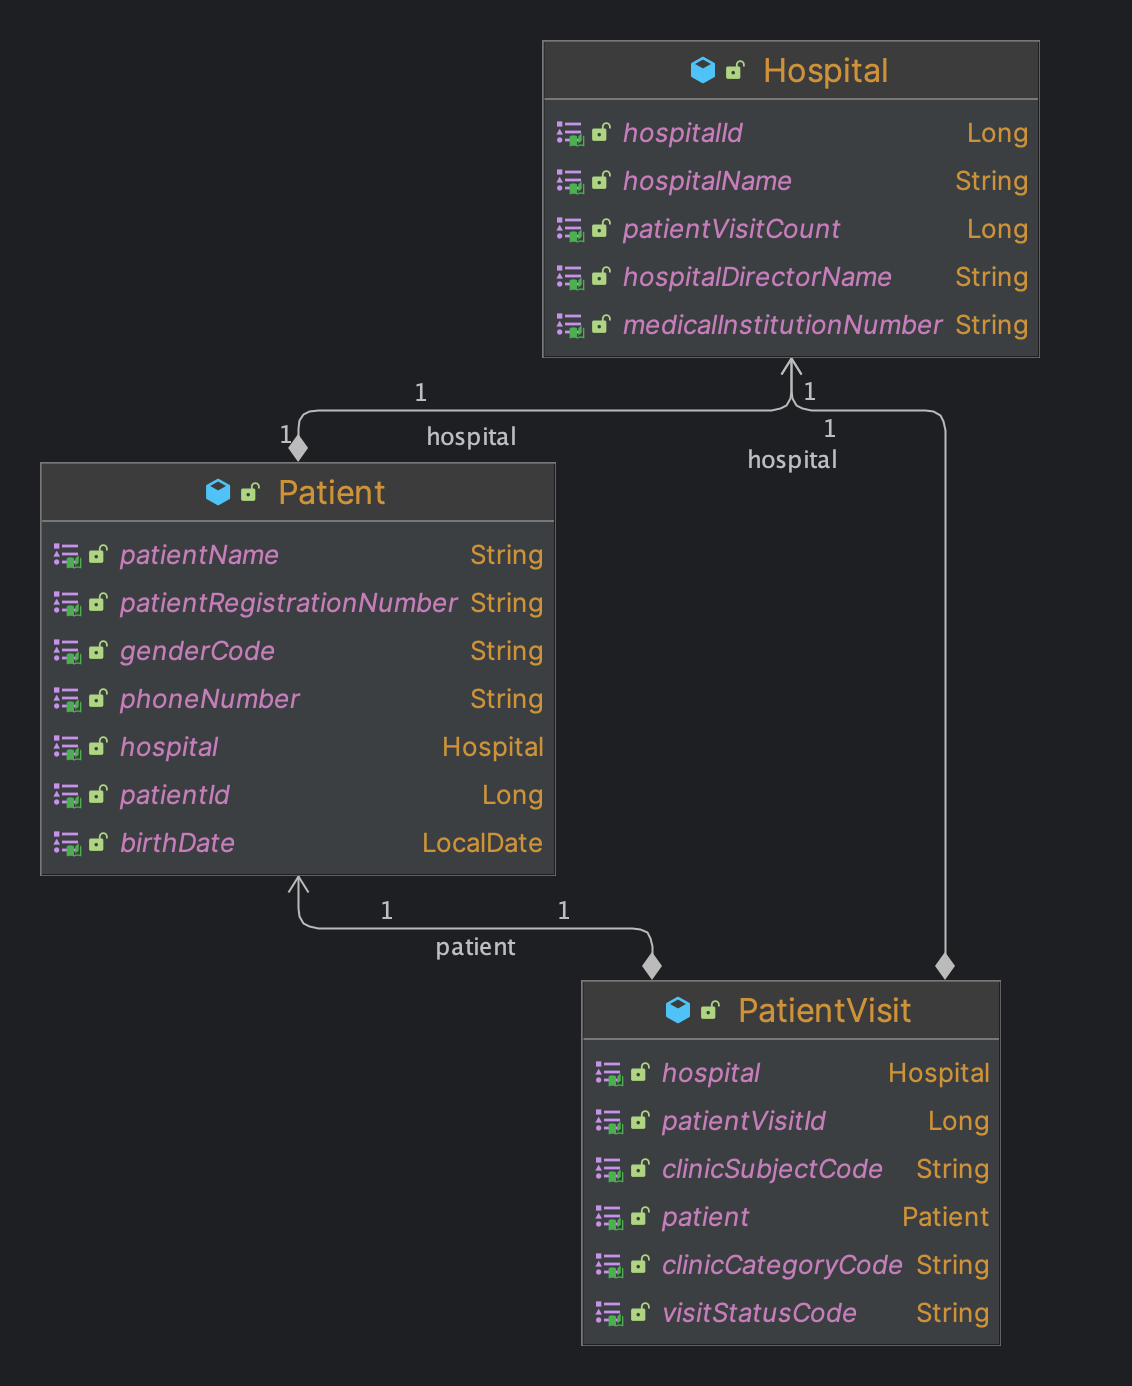 Hospital
hospitalId Long
hospitalName String
patientVisitCount Long
hospitalDirectorName String
medicalInstitutionNumber String
1
1
1
hospital
1
hospital
Patient
patientName String
patientRegistrationNumber String
genderCode String
phoneNumber String
hospital Hospital
patientId Long
birthDate LocalDate
1
1
patient
PatientVisit
hospital Hospital
patientVisitId Long
clinicSubjectCode String
patient Patient
clinicCategoryCode String
visitStatusCode String